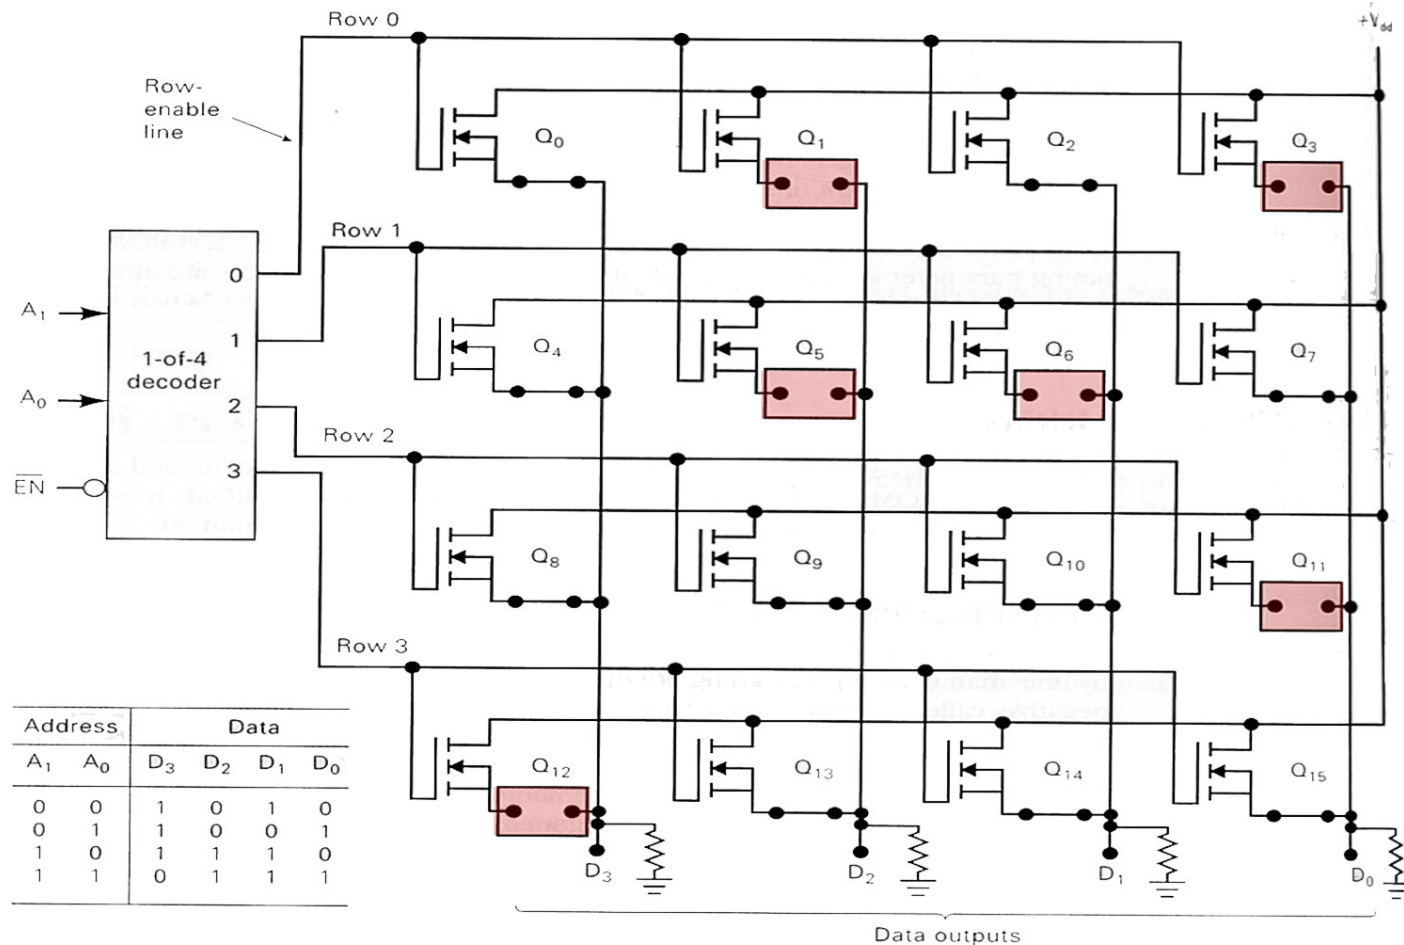 Row 0
+Vdd
Row-
enable
line
Q0
Q1
Q2
Q3
Row 1
0
A1
1
Q4
Q5
Q6
Q7
1-of-4
decoder
A0
2
Row 2
3
E̅N̅
Q8
Q9
Q10
Q11
Row 3
Address Data
A1 A0 D3 D2 D1 D0
0 0 1 0 1 0
0 1 1 0 0 1
1 0 1 1 1 0
1 1 0 1 1 1
Q12
Q13
Q14
Q15
D3
D2
D1
D0
Data outputs